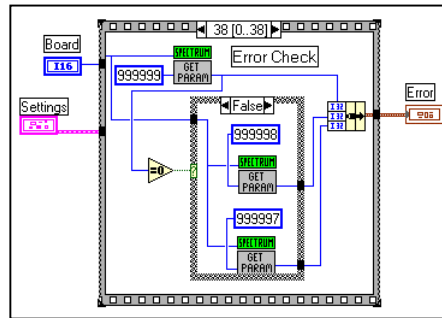 38 [0..38]
Board
I16
SPECTRUM
GET
PARAM
Error Check
999999
Settings
False
Error
999998
I32
I32
I32
SPECTRUM
GET
PARAM
=0
?
999997
SPECTRUM
GET
PARAM